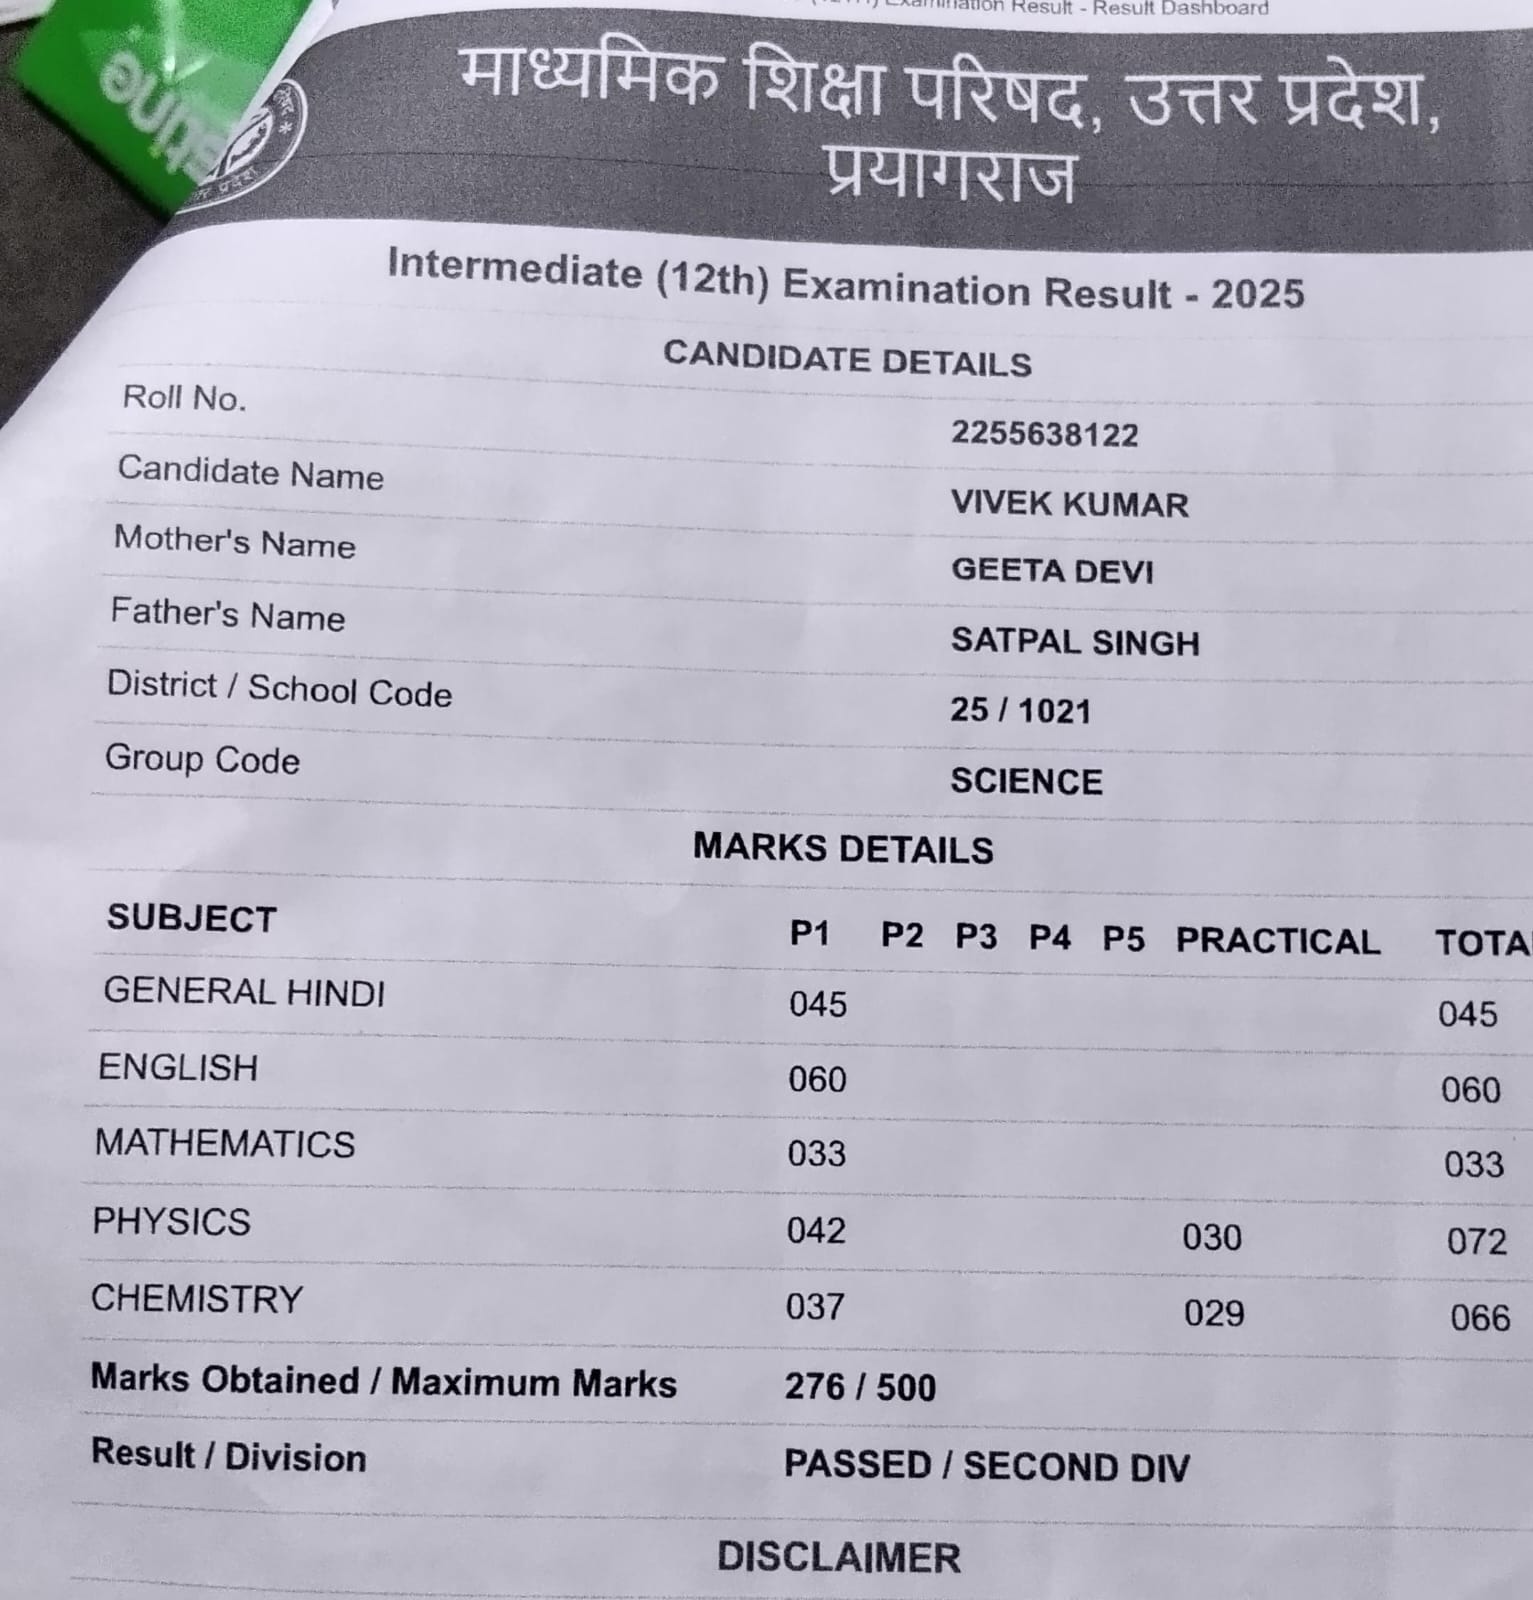 Examination Result - Result Dashboard
माध्यमिक शिक्षा परिषद, उत्तर प्रदेश,
प्रयागराज
Intermediate (12th) Examination Result - 2025
CANDIDATE DETAILS
Roll No. 2255638122
Candidate Name VIVEK KUMAR
Mother's Name GEETA DEVI
Father's Name SATPAL SINGH
District / School Code 25 / 1021
Group Code SCIENCE
MARKS DETAILS
SUBJECT P1 P2 P3 P4 P5 PRACTICAL TOTA
GENERAL HINDI 045 045
ENGLISH 060 060
MATHEMATICS 033 033
PHYSICS 042 030 072
CHEMISTRY 037 029 066
Marks Obtained / Maximum Marks 276 / 500
Result / Division PASSED / SECOND DIV
DISCLAIMER